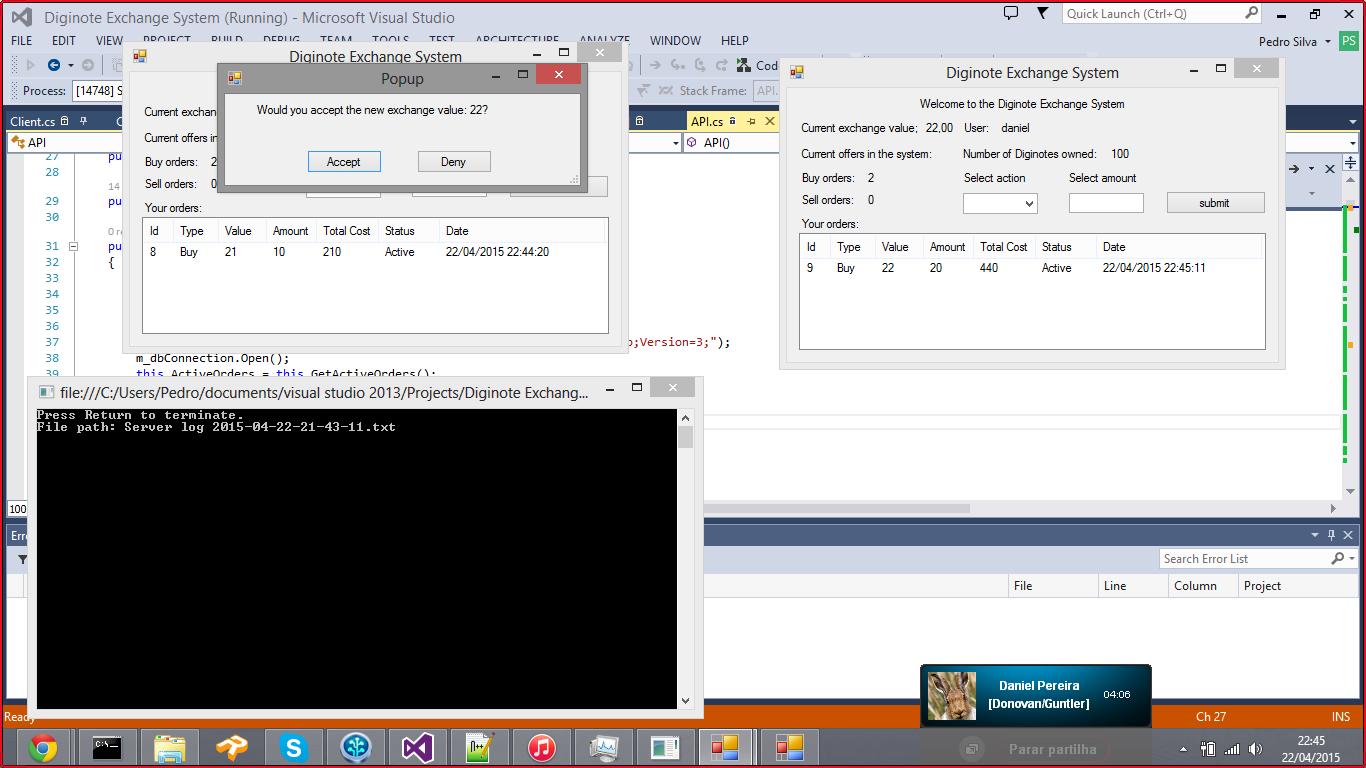 Diginote Exchange System (Running) - Microsoft Visual Studio
Quick Launch (Ctrl+Q)
FILE EDIT VIEW PROJECT BUILD DEBUG TEAM TOOLS TEST ARCHITECTURE ANALYZE WINDOW HELP
Pedro Silva PS
Process: [14748] S
Stack Frame: API.
Cod
Client.cs
API.cs
API
API()
Diginote Exchange System
Popup
Would you accept the new exchange value: 22?
Accept Deny
Current exchan
Current offers in
Buy orders: 2
Sell orders: 0
Your orders:
Id Type Value Amount Total Cost Status Date
8 Buy 21 10 210 Active 22/04/2015 22:44:20
Diginote Exchange System
Welcome to the Diginote Exchange System
Current exchange value; 22,00 User: daniel
Current offers in the system: Number of Diginotes owned: 100
Buy orders: 2 Select action Select amount
Sell orders: 0 submit
Your orders:
Id Type Value Amount Total Cost Status Date
9 Buy 22 20 440 Active 22/04/2015 22:45:11
27 pu
28
14
29 pu
30
31 pu
32 {
33
34
35
36
37 o;Version=3;");
38 m_dbConnection.Open();
39 this.ActiveOrders = this.GetActiveOrders();
file:///C:/Users/Pedro/documents/visual studio 2013/Projects/Diginote Exchang...
Press Return to terminate.
File path: Server log 2015-04-22-21-43-11.txt
100
Erro
Search Error List
File Line Column Project
Daniel Pereira
[Donovan/Guntler]
04:06
Ready
Ch 27 INS
Parar partilha
22:45
22/04/2015